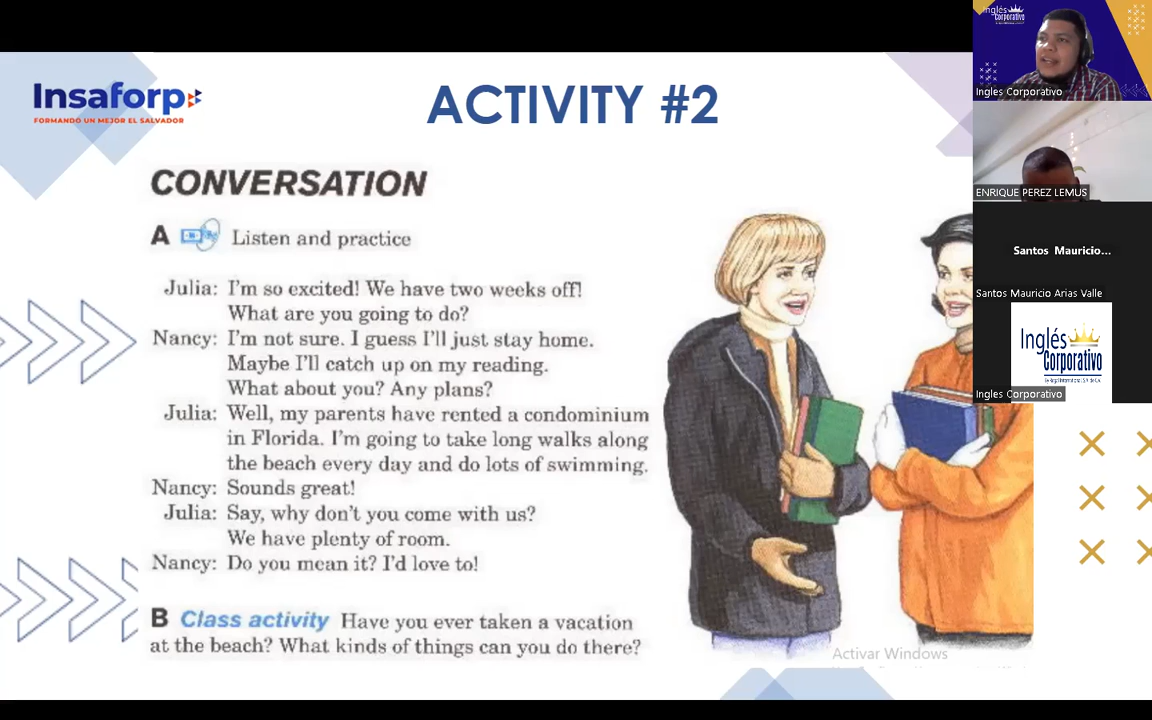 Insaforp
FORMANDO UN MEJOR EL SALVADOR
ACTIVITY #2
CONVERSATION
A Listen and practice
Julia: I'm so excited! We have two weeks off!
What are you going to do?
Nancy: I'm not sure. I guess I'll just stay home.
Maybe I'll catch up on my reading.
What about you? Any plans?
Julia: Well, my parents have rented a condominium
in Florida. I'm going to take long walks along
the beach every day and do lots of swimming.
Nancy: Sounds great!
Julia: Say, why don't you come with us?
We have plenty of room.
Nancy: Do you mean it? I'd love to!
B Class activity Have you ever taken a vacation
at the beach? What kinds of things can you do there?
Activar Windows
Inglés
Corporativo
Ingles Corporativo
ENRIQUE PEREZ LEMUS
Santos Mauricio...
Santos Mauricio Arias Valle
Inglés
Corporativo
Ingles Corporativo